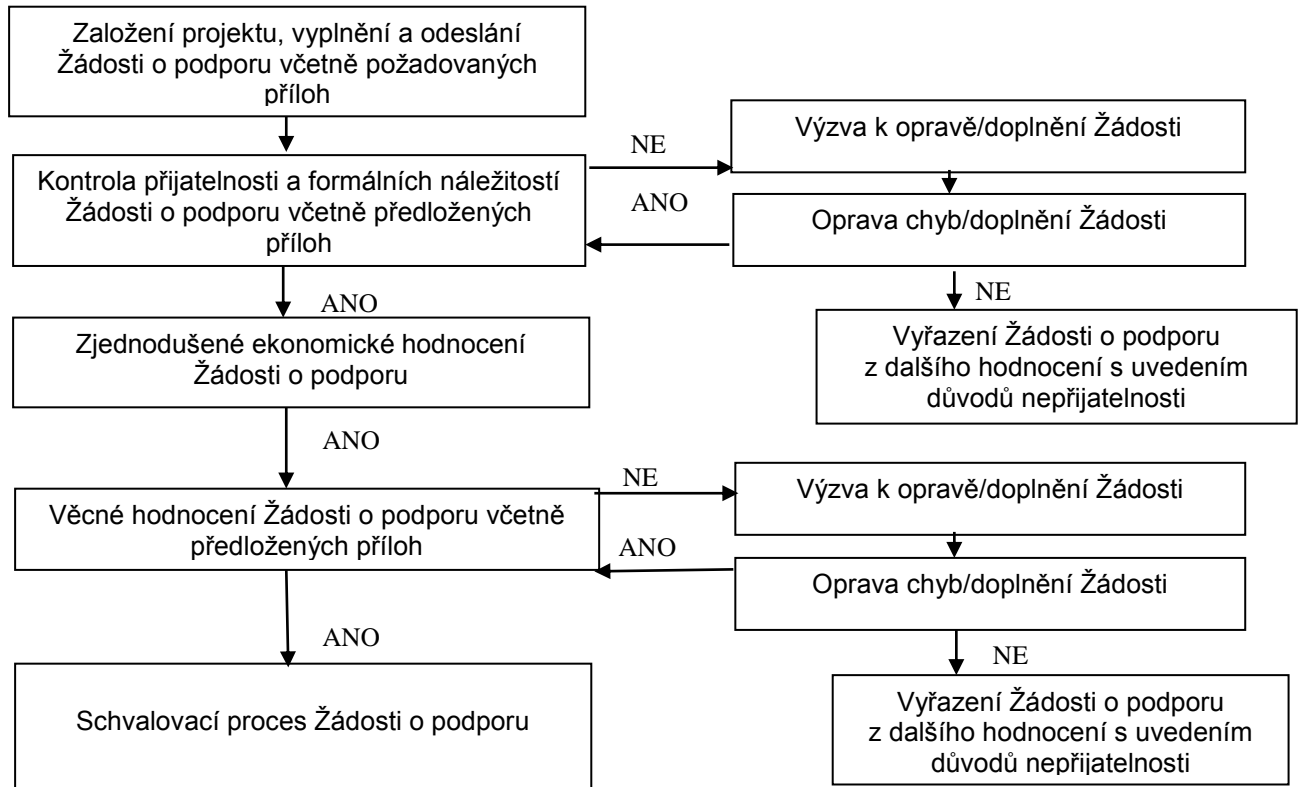 Založení projektu, vyplnění a odeslání
Žádosti o podporu včetně požadovaných
příloh
NE
Výzva k opravě/doplnění Žádosti
Kontrola přijatelnosti a formálních náležitostí
Žádosti o podporu včetně předložených
příloh
ANO
Oprava chyb/doplnění Žádosti
ANO
NE
Zjednodušené ekonomické hodnocení
Žádosti o podporu
Vyřazení Žádosti o podporu
z dalšího hodnocení s uvedením
důvodů nepřijatelnosti
ANO
NE
Výzva k opravě/doplnění Žádosti
Věcné hodnocení Žádosti o podporu včetně
předložených příloh
ANO
Oprava chyb/doplnění Žádosti
ANO
NE
Schvalovací proces Žádosti o podporu
Vyřazení Žádosti o podporu
z dalšího hodnocení s uvedením
důvodů nepřijatelnosti